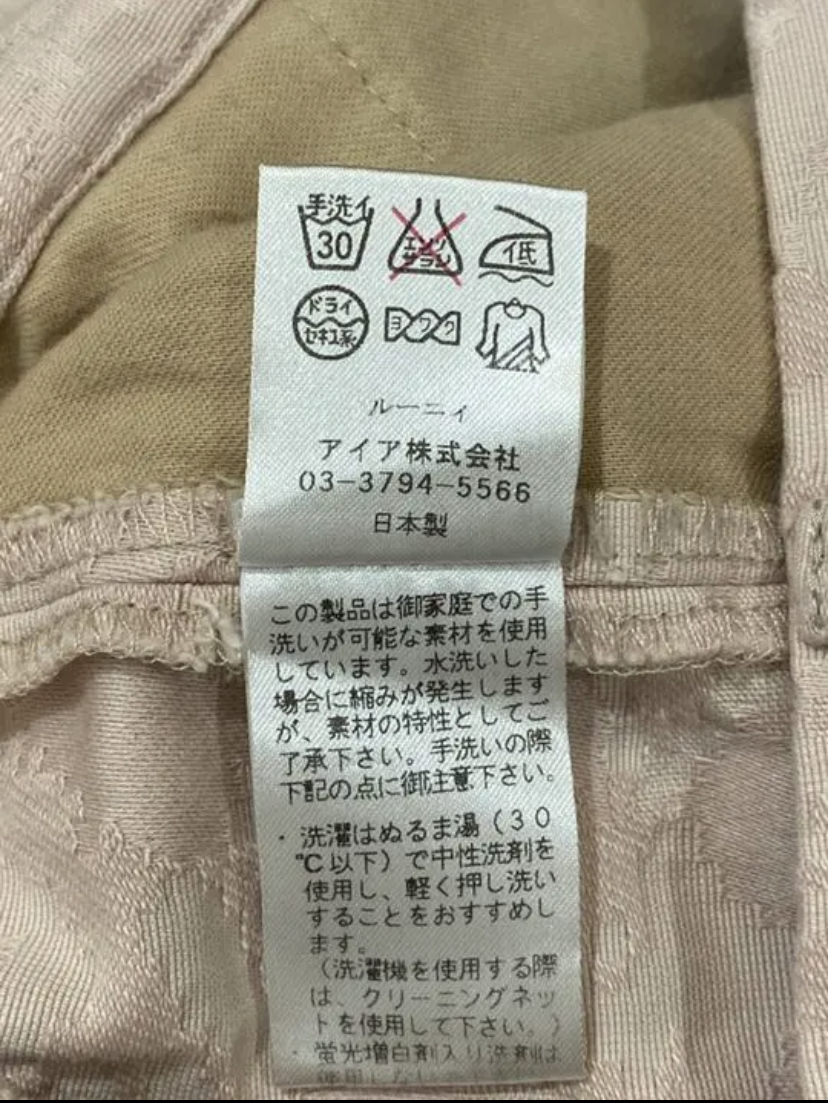 手洗イ
30
エンソ
サラシ
低
ドライ
セキユ系
ヨワク
ルーニィ
アイア株式会社
03-3794-5566
日本製
この製品は御家庭での手
洗いが可能な素材を使用
しています。水洗いした
場合に縮みが発生します
が、素材の特性としてご
了承下さい。手洗いの際
下記の点に御注意下さい。
・洗濯はぬるま湯（３０
℃以下）で中性洗剤を
使用し、軽く押し洗い
することをおすすめし
ます。
（洗濯機を使用する際
は、クリーニングネッ
トを使用して下さい。）
・蛍光増白剤入り洗剤は
使用しない